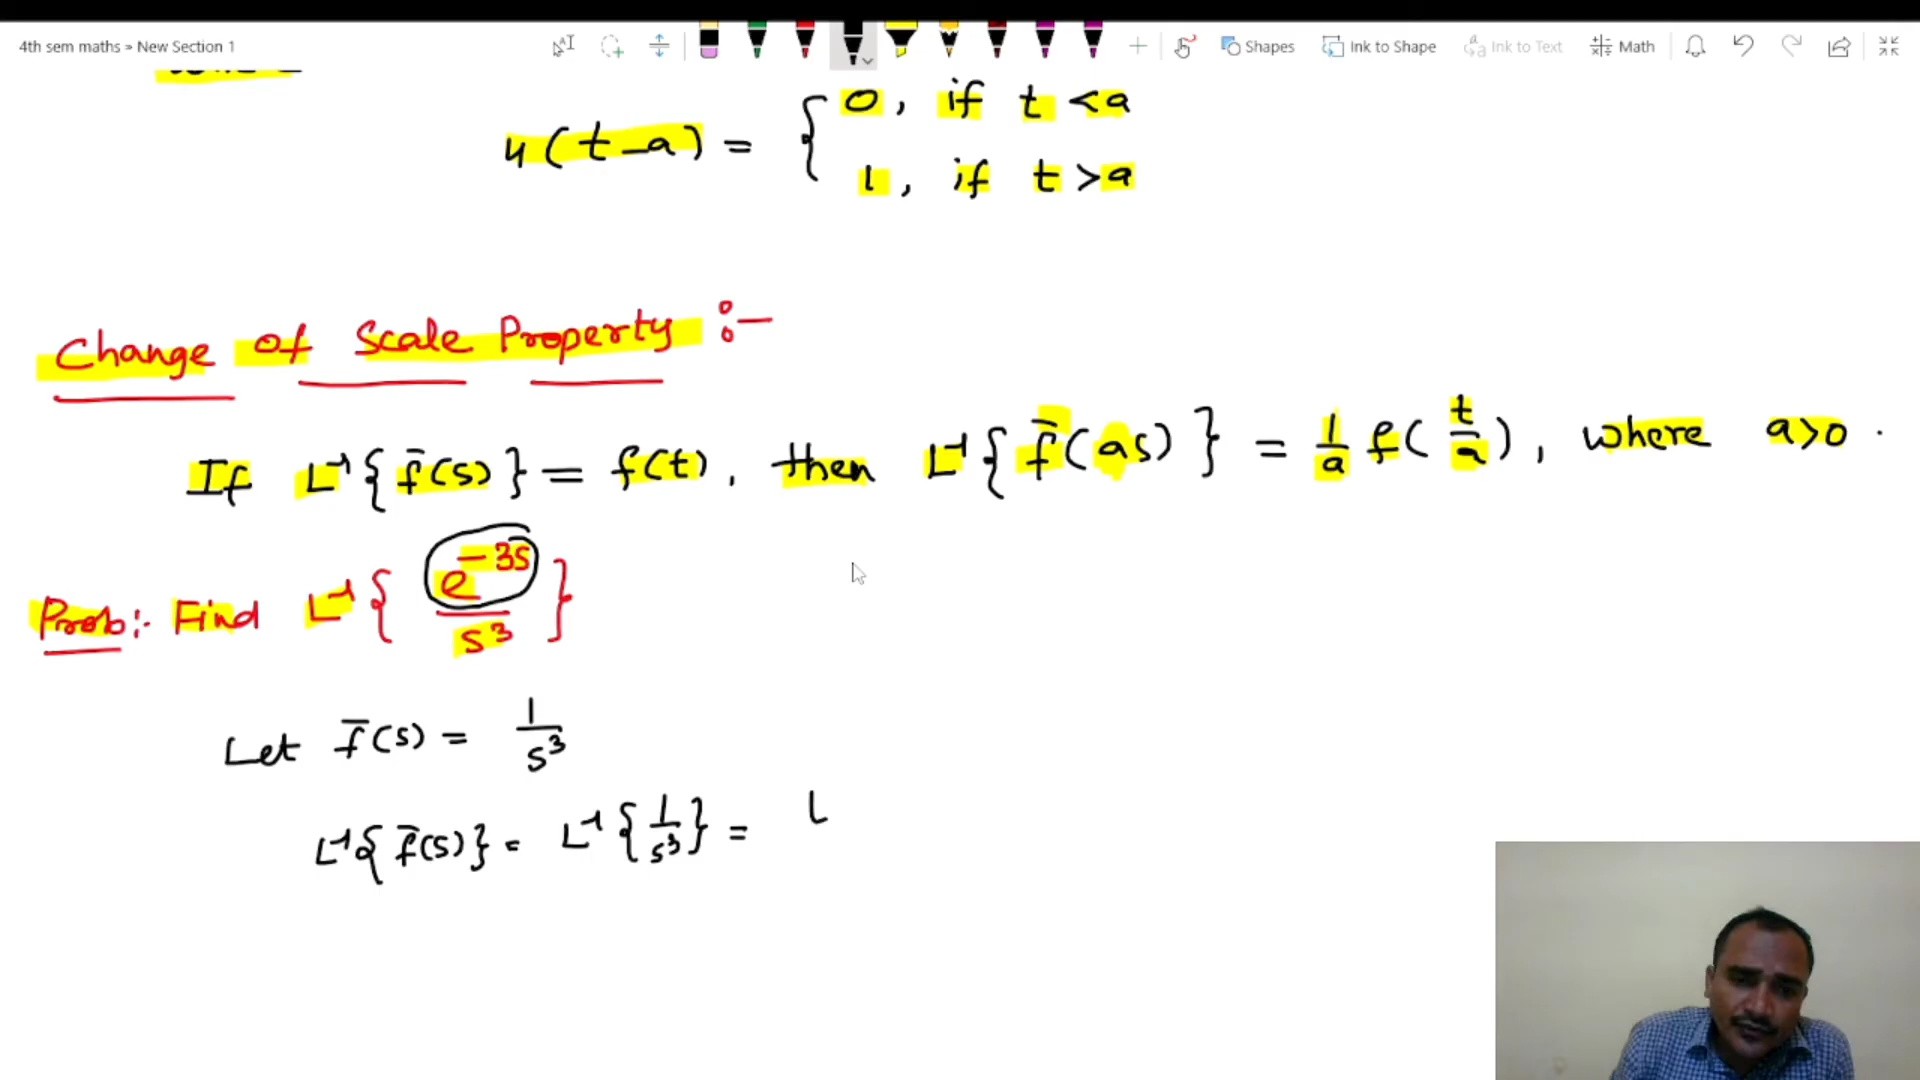 4th sem maths » New Section 1
Shapes Ink to Shape Ink to Text Math
u(t-a) = { 0, if t <a
1, if t >a
Change of Scale Property :-
If L⁻¹{f̄(s)} = f(t), then L⁻¹{f̄(as)} = 1/a f(t/a), where a>0.
Prob:- Find L⁻¹{e^-3s/s³}
Let f̄(s) = 1/s³
L⁻¹{f̄(s)} = L⁻¹{1/s³} =